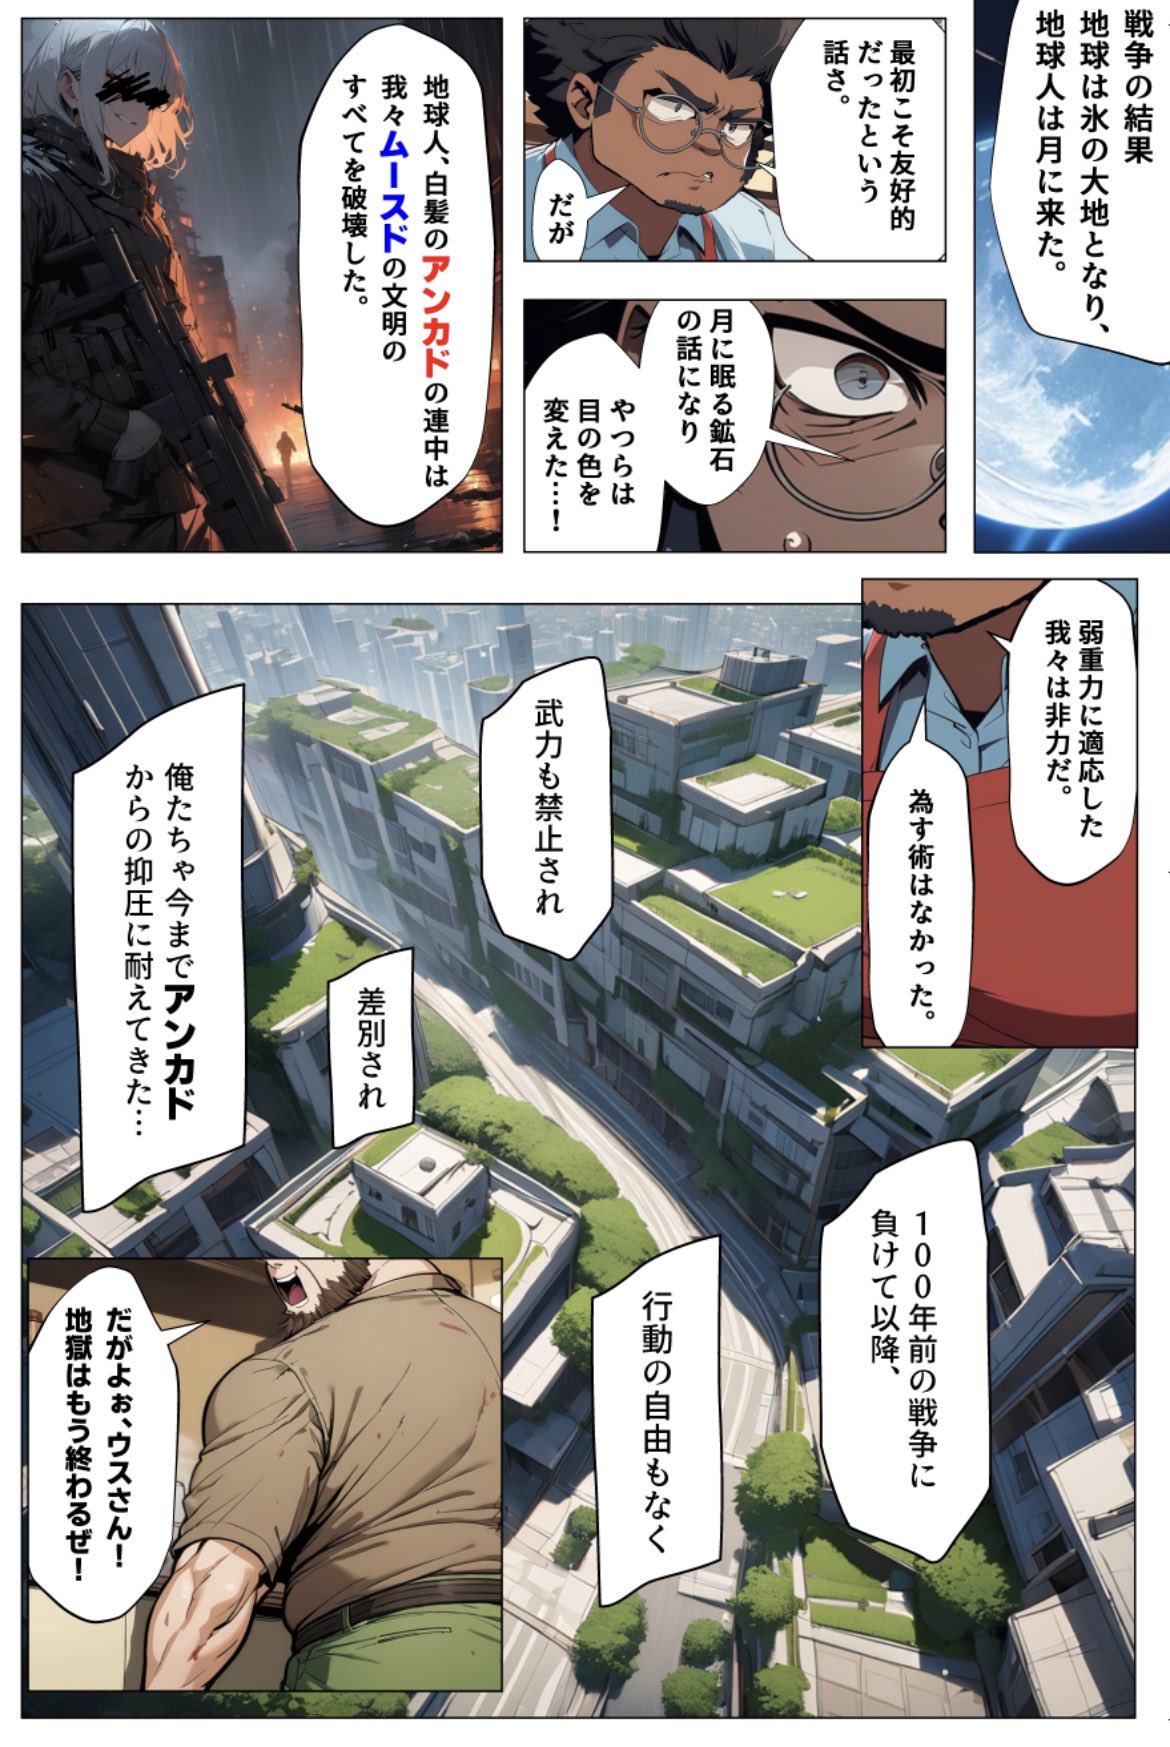 戦争の結果
地球は氷の大地となり、
地球人は月に来た。
最初こそ友好的
だったという
話さ。
だが
月に眠る鉱石
の話になり
やつらは
目の色を
変えた…！
地球人、白髪のアンカドの連中は
我々ムースドの文明の
すべてを破壊した。
弱重力に適応した
我々は非力だ。
為す術はなかった。
100年前の戦争に
負けて以降、
行動の自由もなく
武力も禁止され
差別され
俺たちゃ今までアンカド
からの抑圧に耐えてきた…
だがよぉ、ウスさん！
地獄はもう終わるぜ！